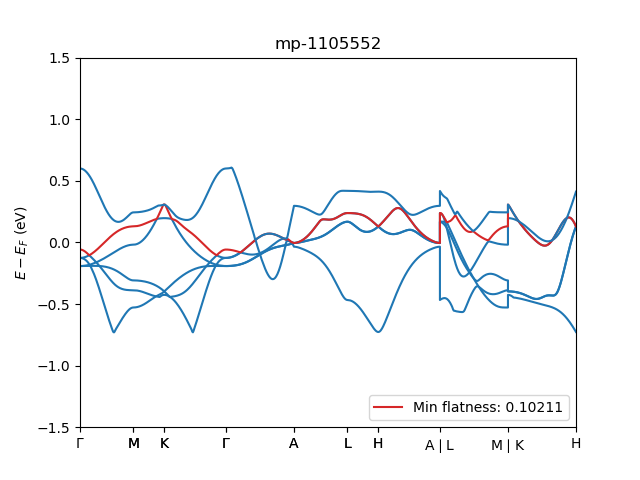 mp-1105552
E − E_F (eV)
1.5
1.0
0.5
0.0
−0.5
−1.0
−1.5
Min flatness: 0.10211
Γ M K Γ A L H A | L M | K H